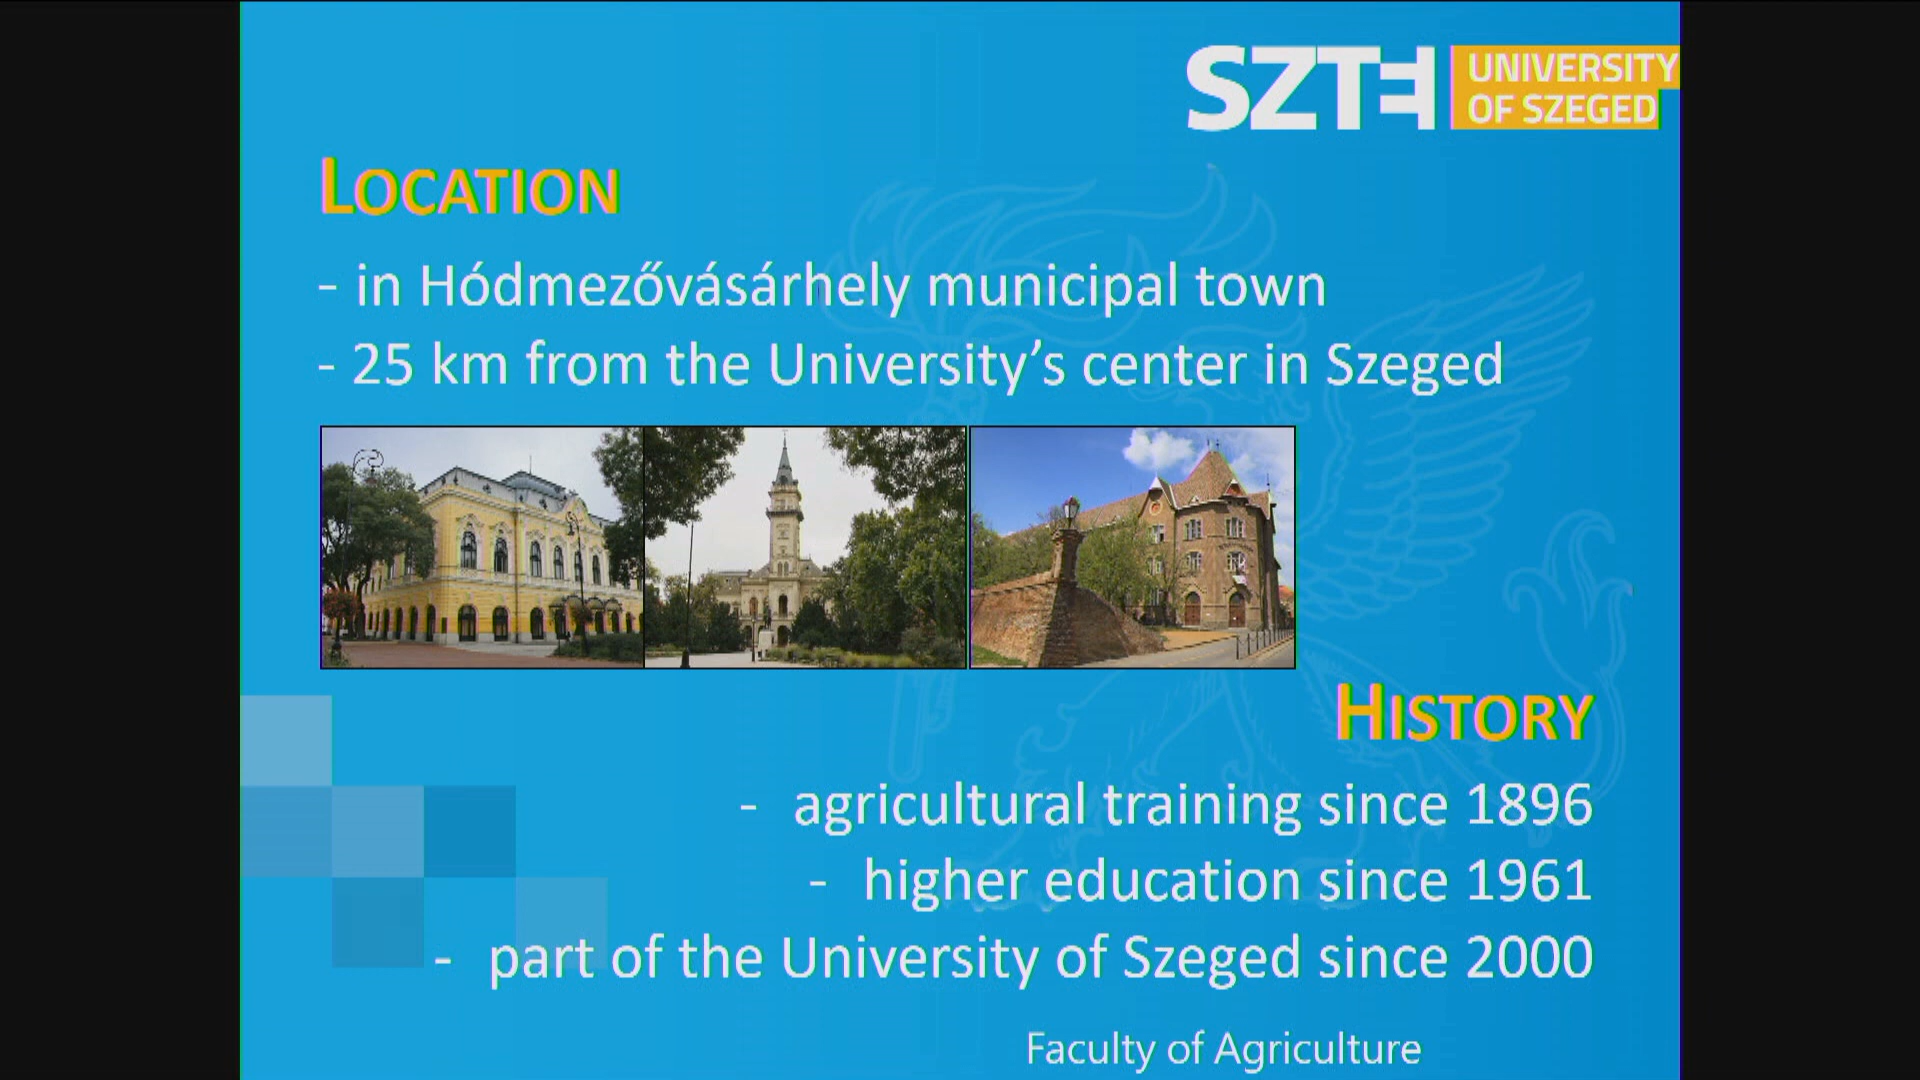 SZTE UNIVERSITY
OF SZEGED
LOCATION
- in Hódmezővásárhely municipal town
- 25 km from the University’s center in Szeged
HISTORY
- agricultural training since 1896
- higher education since 1961
- part of the University of Szeged since 2000
Faculty of Agriculture